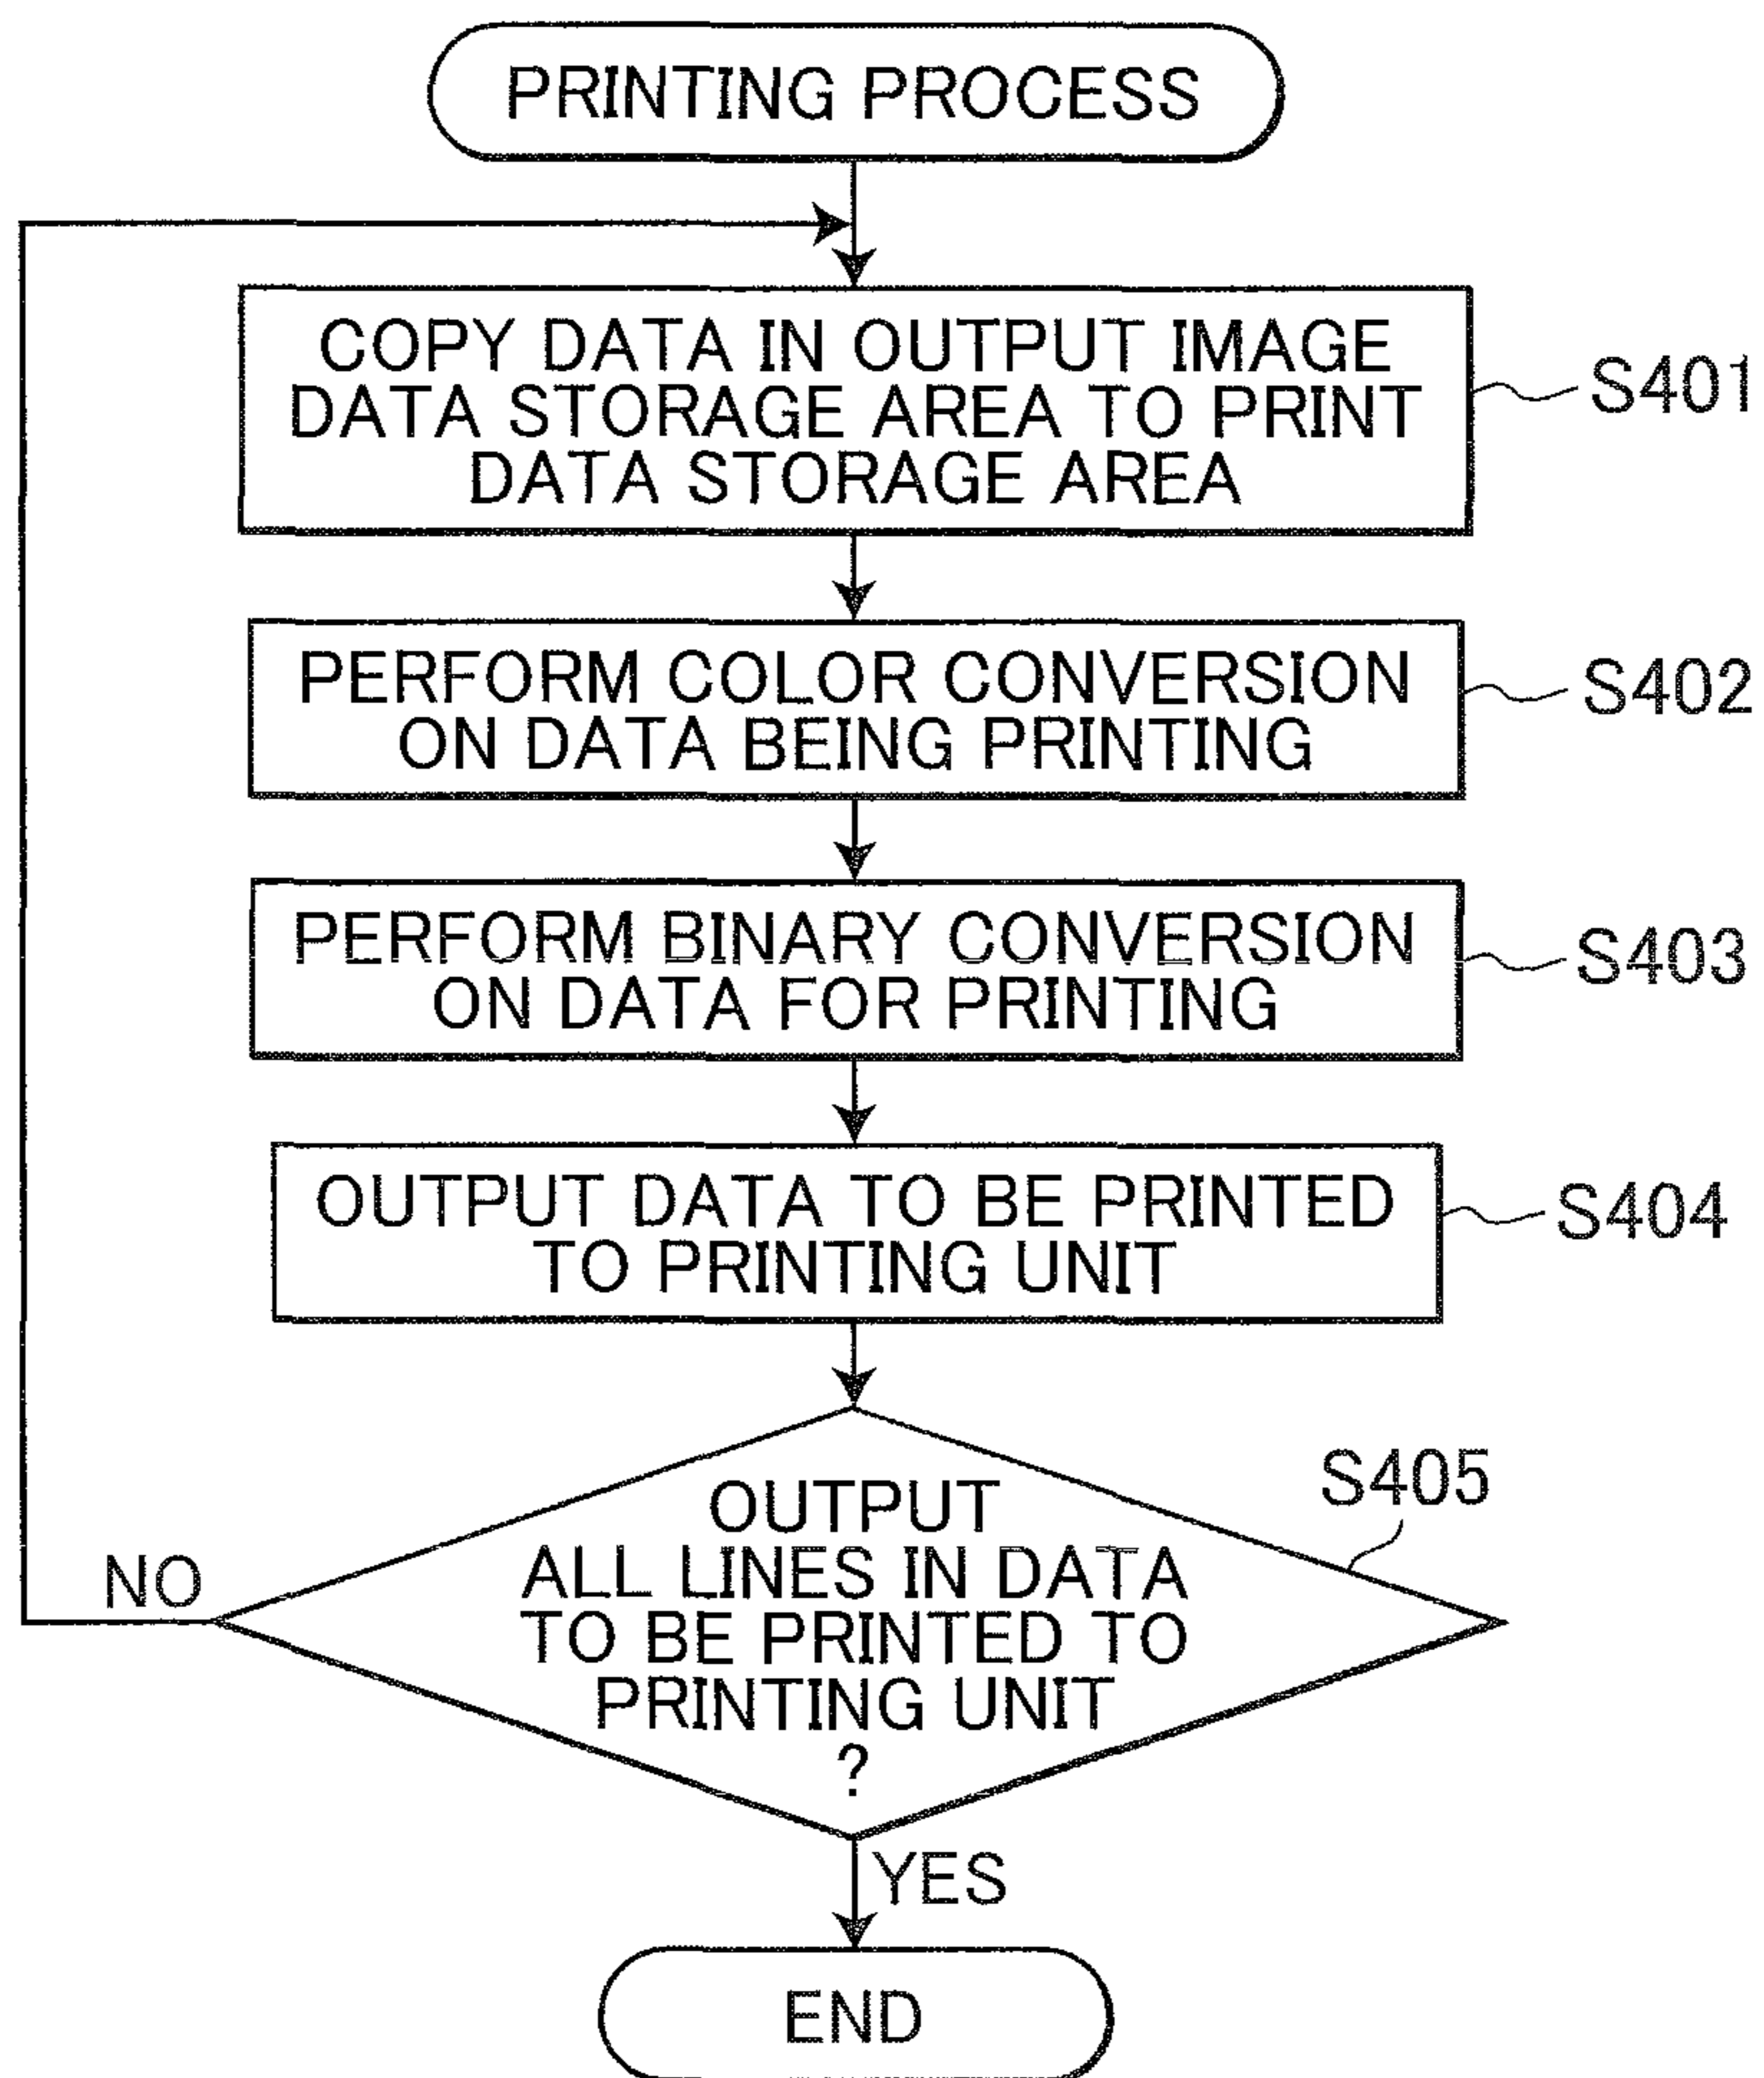 PRINTING PROCESS
COPY DATA IN OUTPUT IMAGE
DATA STORAGE AREA TO PRINT
DATA STORAGE AREA
S401
PERFORM COLOR CONVERSION
ON DATA BEING PRINTING
S402
PERFORM BINARY CONVERSION
ON DATA FOR PRINTING
S403
OUTPUT DATA TO BE PRINTED
TO PRINTING UNIT
S404
S405
OUTPUT
ALL LINES IN DATA
TO BE PRINTED TO
PRINTING UNIT
?
NO
YES
END